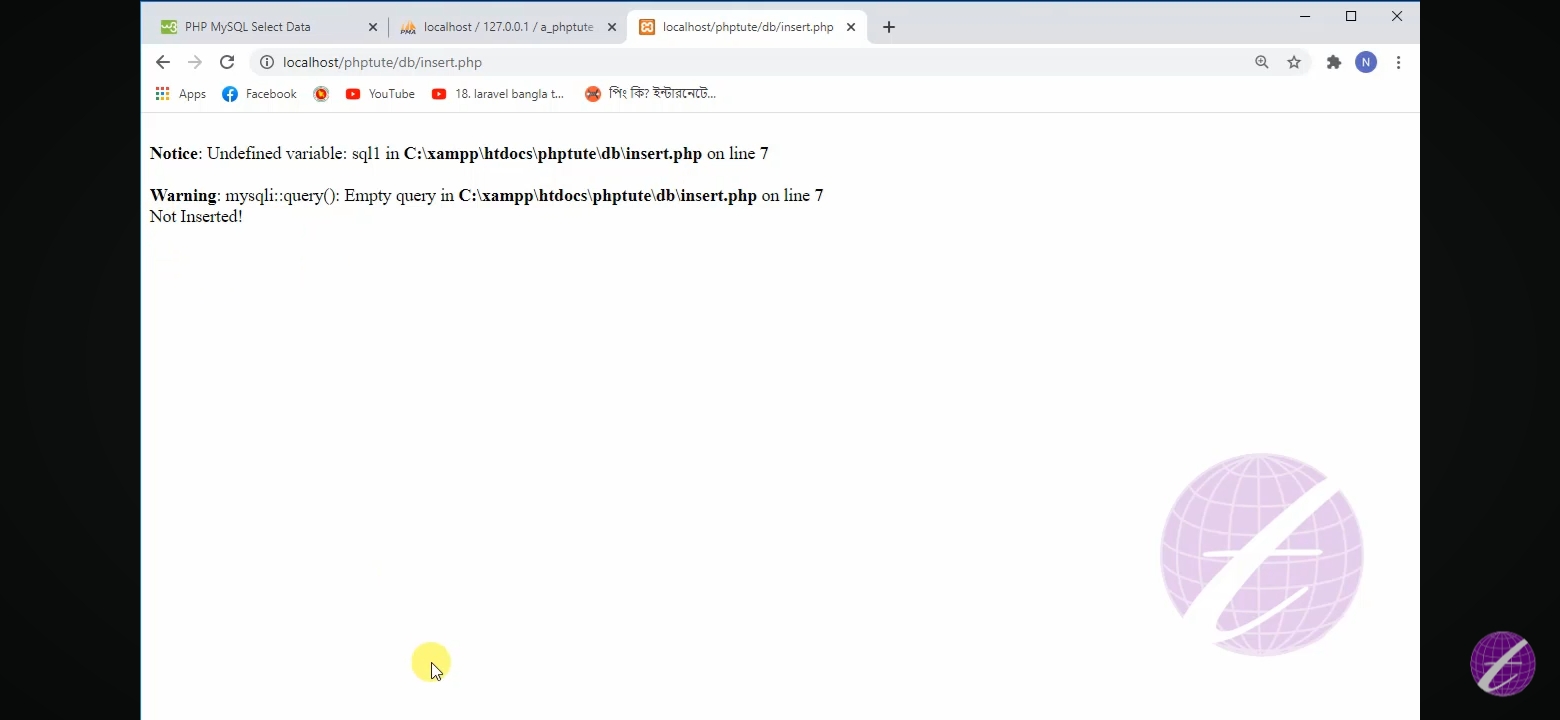 PHP MySQL Select Data
localhost / 127.0.0.1 / a_phptute
localhost/phptute/db/insert.php
localhost/phptute/db/insert.php
N
Apps
Facebook
YouTube
18. laravel bangla t...
পিং কি? ইন্টারনেটে...
Notice: Undefined variable: sql1 in C:\xampp\htdocs\phptute\db\insert.php on line 7
Warning: mysqli::query(): Empty query in C:\xampp\htdocs\phptute\db\insert.php on line 7
Not Inserted!